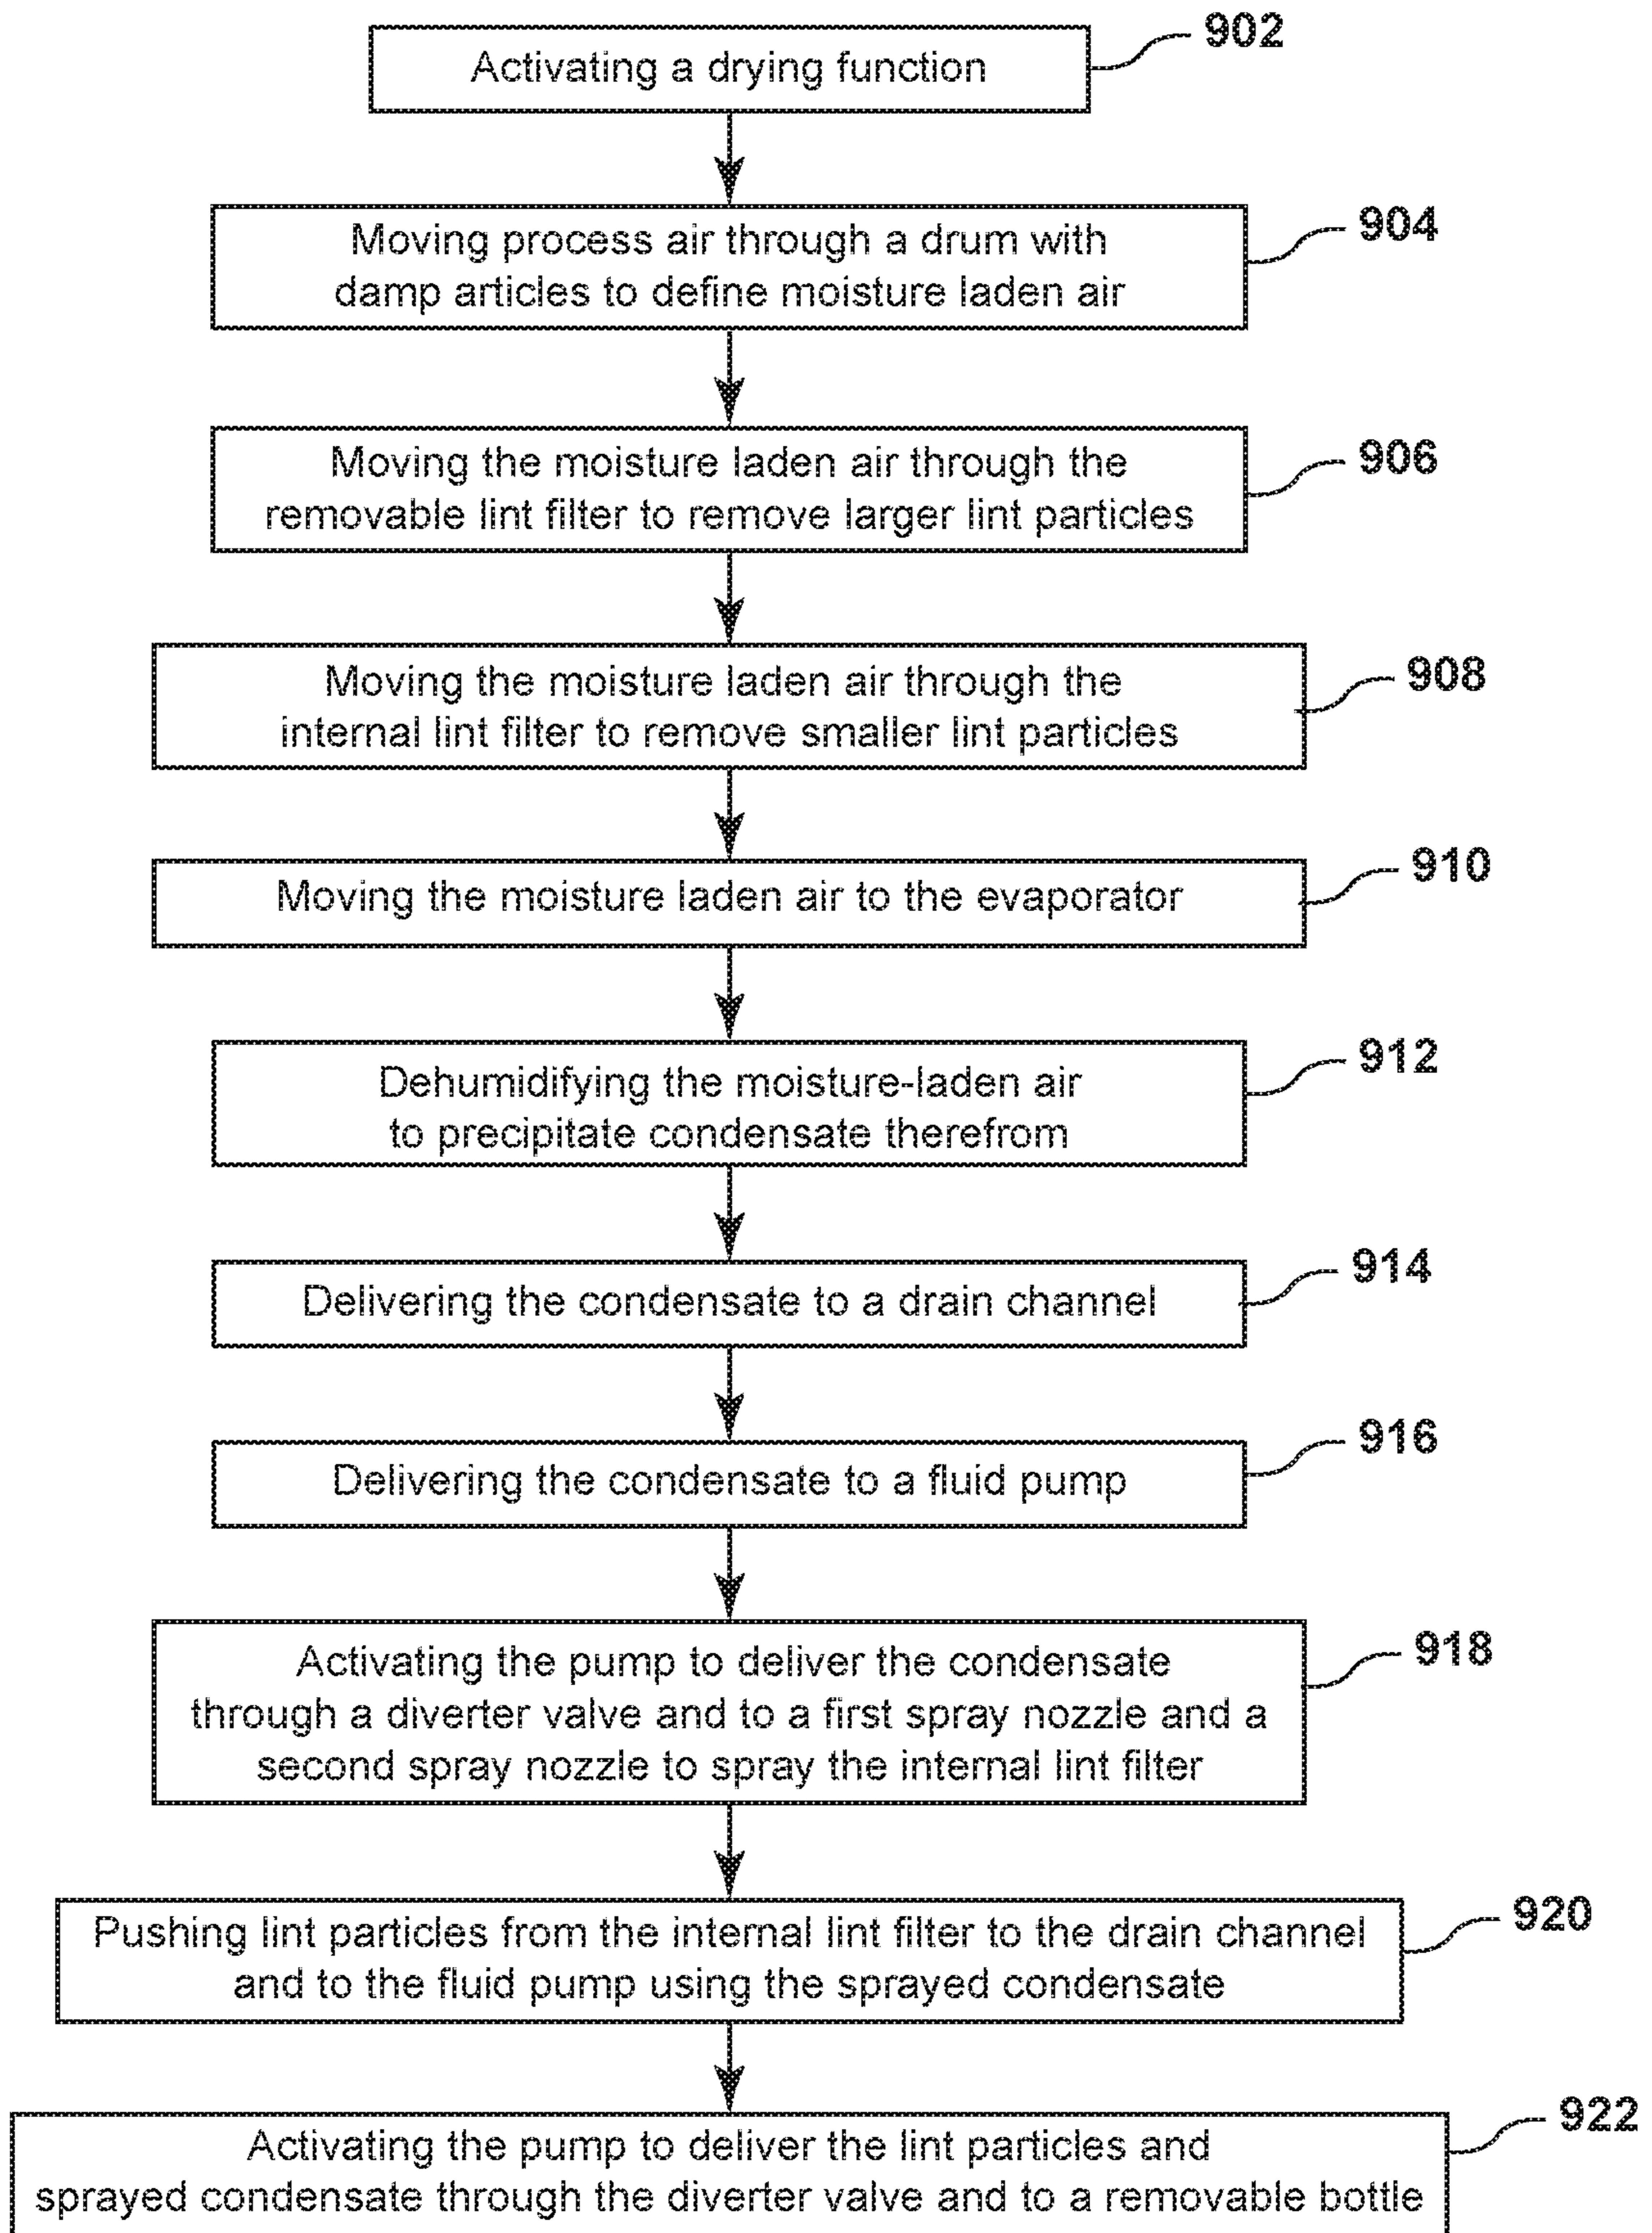 902
Activating a drying function
904
Moving process air through a drum with
damp articles to define moisture laden air
906
Moving the moisture laden air through the
removable lint filter to remove larger lint particles
908
Moving the moisture laden air through the
internal lint filter to remove smaller lint particles
910
Moving the moisture laden air to the evaporator
912
Dehumidifying the moisture-laden air
to precipitate condensate therefrom
914
Delivering the condensate to a drain channel
916
Delivering the condensate to a fluid pump
918
Activating the pump to deliver the condensate
through a diverter valve and to a first spray nozzle and a
second spray nozzle to spray the internal lint filter
920
Pushing lint particles from the internal lint filter to the drain channel
and to the fluid pump using the sprayed condensate
922
Activating the pump to deliver the lint particles and
sprayed condensate through the diverter valve and to a removable bottle